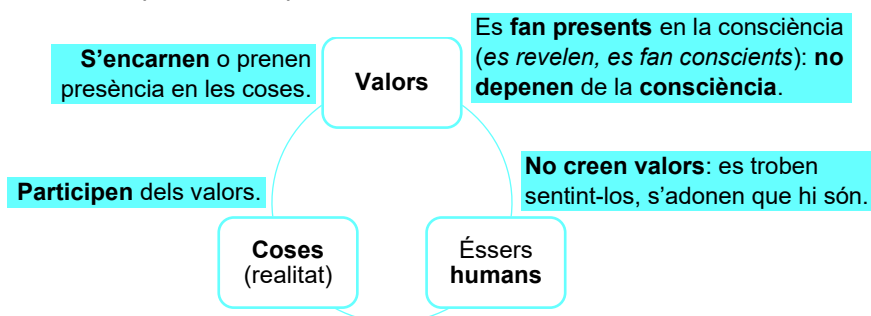 Es fan presents en la consciència
(es revelen, es fan conscients): no
depenen de la consciència.
S’encarnen o prenen
presència en les coses.
Valors
No creen valors: es troben
sentint-los, s’adonen que hi són.
Participen dels valors.
Coses
(realitat)
Éssers
humans